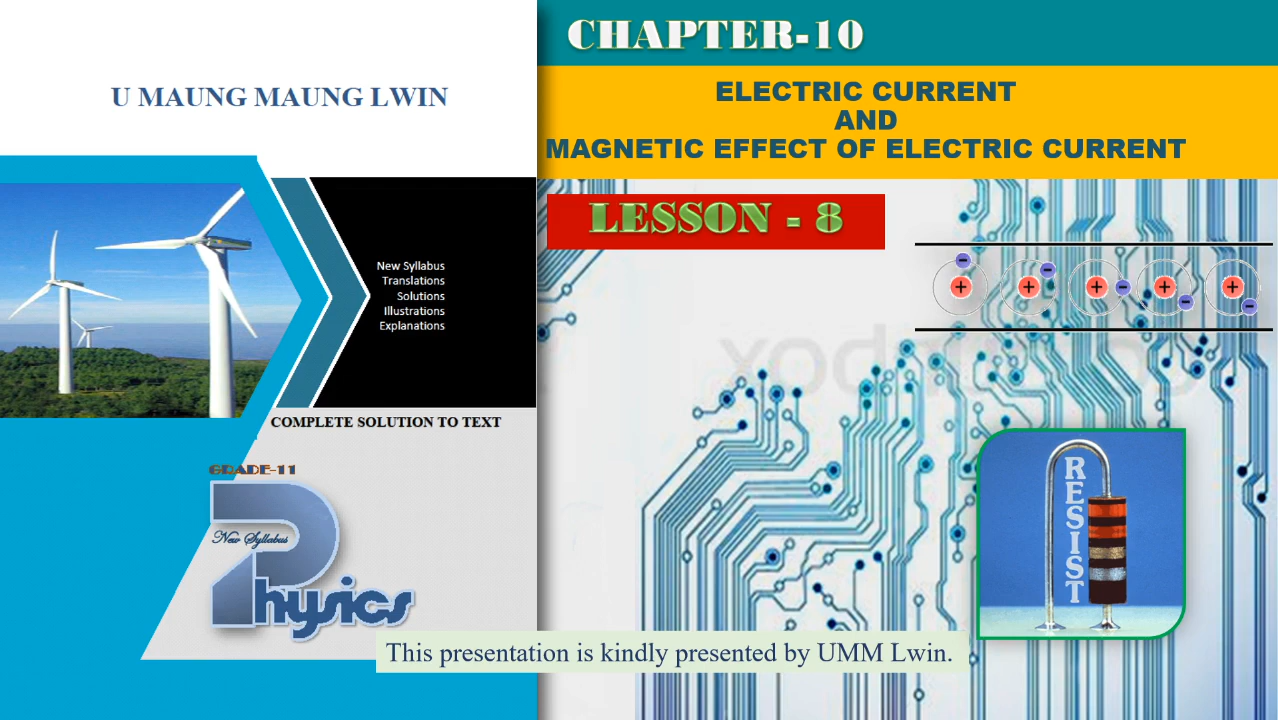 U MAUNG MAUNG LWIN
New Syllabus
Translations
Solutions
Illustrations
Explanations
COMPLETE SOLUTION TO TEXT
GRADE-11
New Syllabus
Physics
CHAPTER-10
ELECTRIC CURRENT
AND
MAGNETIC EFFECT OF ELECTRIC CURRENT
LESSON - 8
RESIST
This presentation is kindly presented by UMM Lwin.